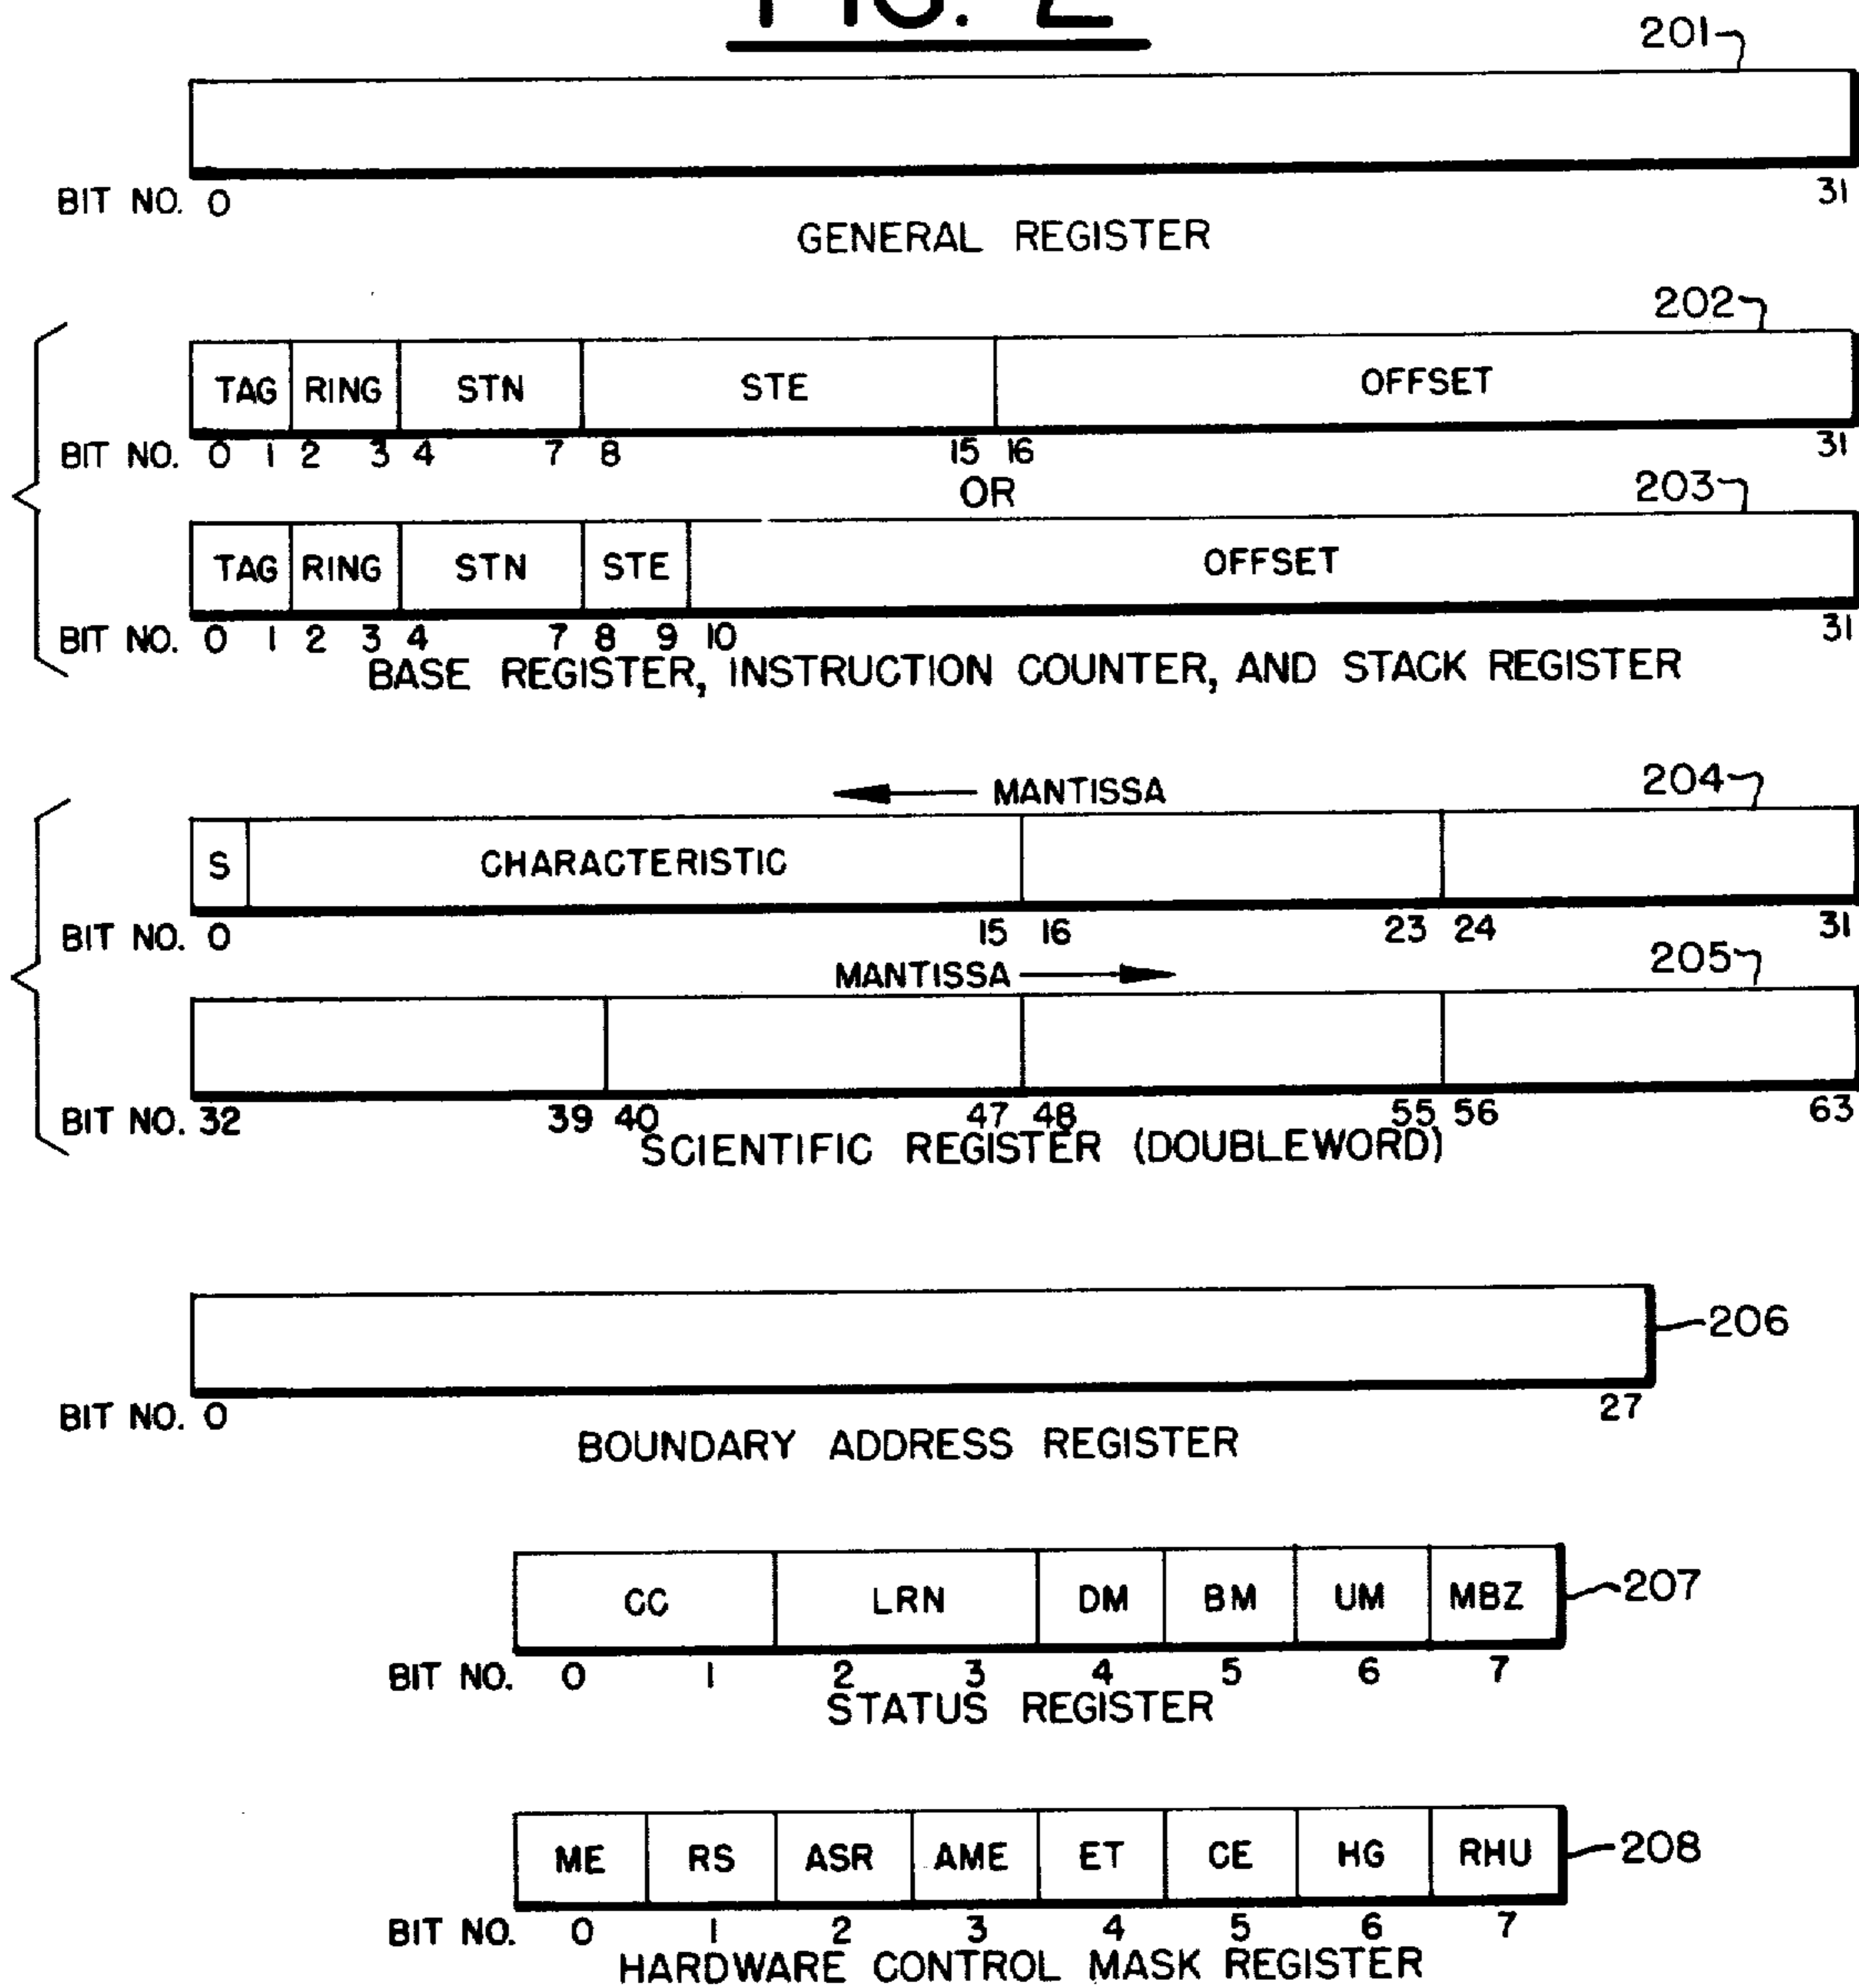 FIG. 2
201
BIT NO. 0 31
GENERAL REGISTER
202
TAG RING STN STE OFFSET
BIT NO. 0 1 2 3 4 7 8 15 16 31
OR
203
TAG RING STN STE OFFSET
BIT NO. 0 1 2 3 4 7 8 9 10 31
BASE REGISTER, INSTRUCTION COUNTER, AND STACK REGISTER
MANTISSA 204
S CHARACTERISTIC
BIT NO. 0 15 16 23 24 31
MANTISSA 205
BIT NO. 32 39 40 47 48 55 56 63
SCIENTIFIC REGISTER (DOUBLEWORD)
206
BIT NO. 0 27
BOUNDARY ADDRESS REGISTER
CC LRN DM BM UM MBZ 207
BIT NO. 0 1 2 3 4 5 6 7
STATUS REGISTER
ME RS ASR AME ET CE HG RHU 208
BIT NO. 0 1 2 3 4 5 6 7
HARDWARE CONTROL MASK REGISTER